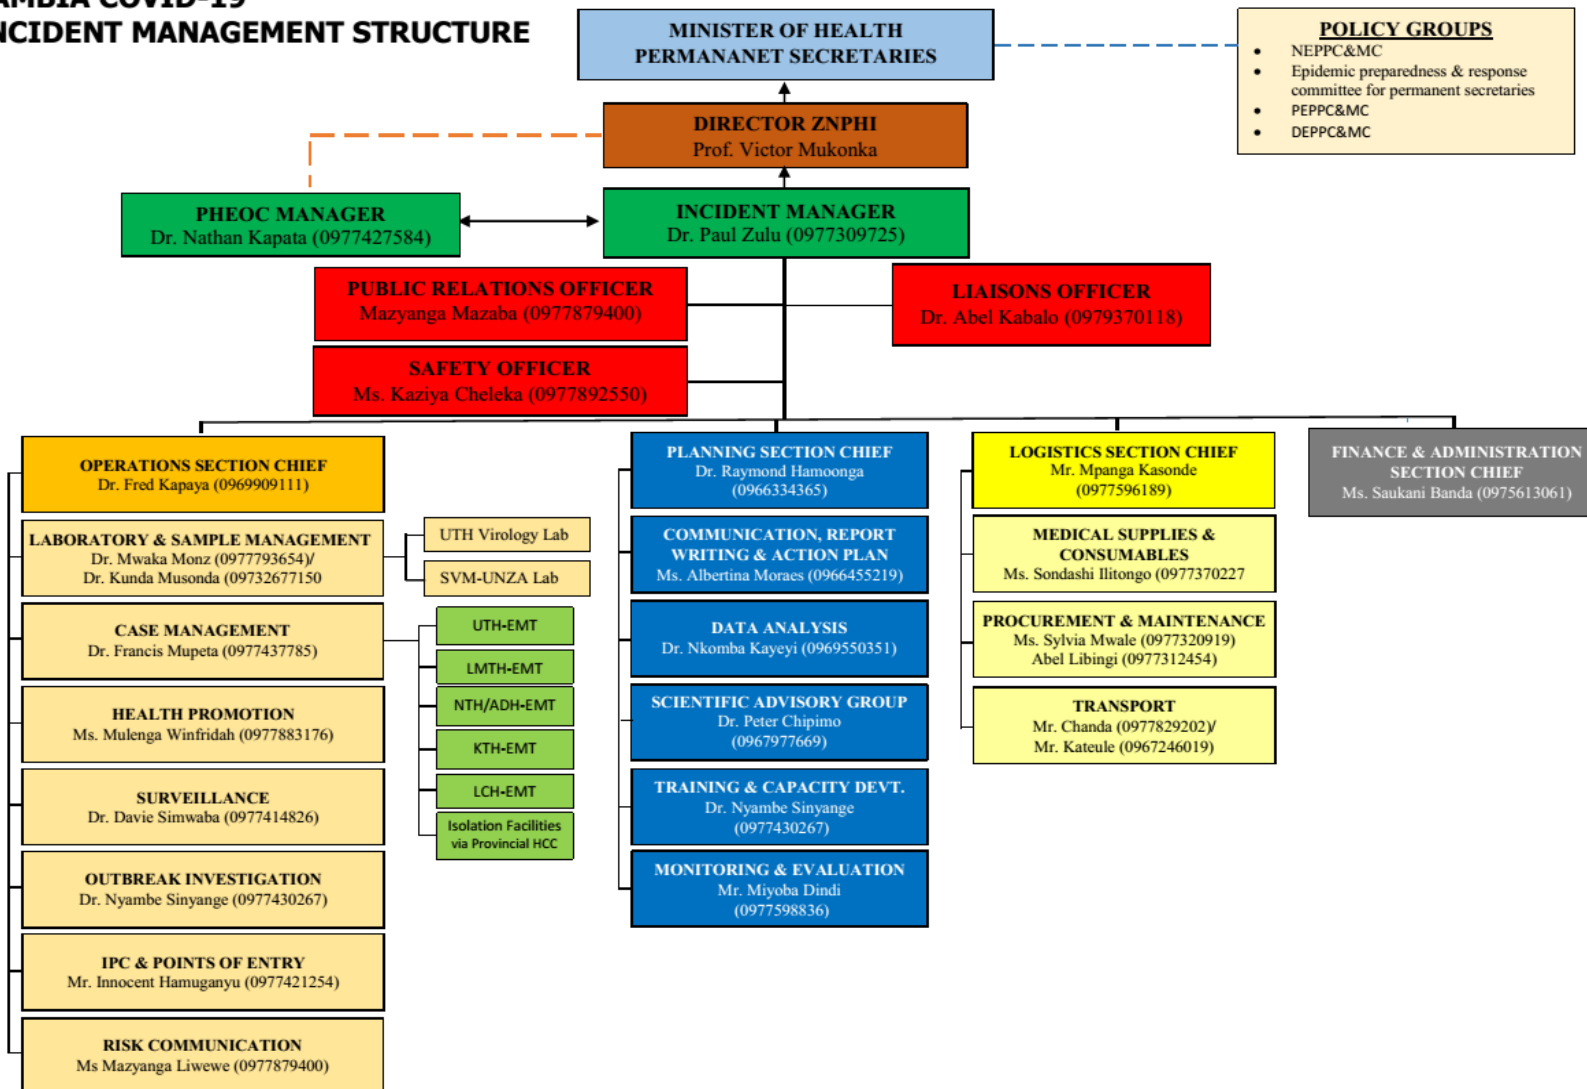 AMBIA COVID-19
NCIDENT MANAGEMENT STRUCTURE
MINISTER OF HEALTH
PERMANANET SECRETARIES
POLICY GROUPS
• NEPPC&MC
• Epidemic preparedness & response
committee for permanent secretaries
• PEPPC&MC
• DEPPC&MC
DIRECTOR ZNPHI
Prof. Victor Mukonka
PHEOC MANAGER
Dr. Nathan Kapata (0977427584)
INCIDENT MANAGER
Dr. Paul Zulu (0977309725)
PUBLIC RELATIONS OFFICER
Mazyanga Mazaba (0977879400)
LIAISONS OFFICER
Dr. Abel Kabalo (0979370118)
SAFETY OFFICER
Ms. Kaziya Cheleka (0977892550)
OPERATIONS SECTION CHIEF
Dr. Fred Kapaya (0969909111)
LABORATORY & SAMPLE MANAGEMENT
Dr. Mwaka Monz (0977793654)/
Dr. Kunda Musonda (09732677150
UTH Virology Lab
SVM-UNZA Lab
CASE MANAGEMENT
Dr. Francis Mupeta (0977437785)
UTH-EMT
LMTH-EMT
NTH/ADH-EMT
KTH-EMT
LCH-EMT
Isolation Facilities
via Provincial HCC
HEALTH PROMOTION
Ms. Mulenga Winfridah (0977883176)
SURVEILLANCE
Dr. Davie Simwaba (0977414826)
OUTBREAK INVESTIGATION
Dr. Nyambe Sinyange (0977430267)
IPC & POINTS OF ENTRY
Mr. Innocent Hamuganyu (0977421254)
RISK COMMUNICATION
Ms Mazyanga Liwewe (0977879400)
PLANNING SECTION CHIEF
Dr. Raymond Hamoonga
(0966334365)
COMMUNICATION, REPORT
WRITING & ACTION PLAN
Ms. Albertina Moraes (0966455219)
DATA ANALYSIS
Dr. Nkomba Kayeyi (0969550351)
SCIENTIFIC ADVISORY GROUP
Dr. Peter Chipimo
(0967977669)
TRAINING & CAPACITY DEVT.
Dr. Nyambe Sinyange
(0977430267)
MONITORING & EVALUATION
Mr. Miyoba Dindi
(0977598836)
LOGISTICS SECTION CHIEF
Mr. Mpanga Kasonde
(0977596189)
MEDICAL SUPPLIES &
CONSUMABLES
Ms. Sondashi Ilitongo (0977370227
PROCUREMENT & MAINTENANCE
Ms. Sylvia Mwale (0977320919)
Abel Libingi (0977312454)
TRANSPORT
Mr. Chanda (0977829202)/
Mr. Kateule (0967246019)
FINANCE & ADMINISTRATION
SECTION CHIEF
Ms. Saukani Banda (0975613061)